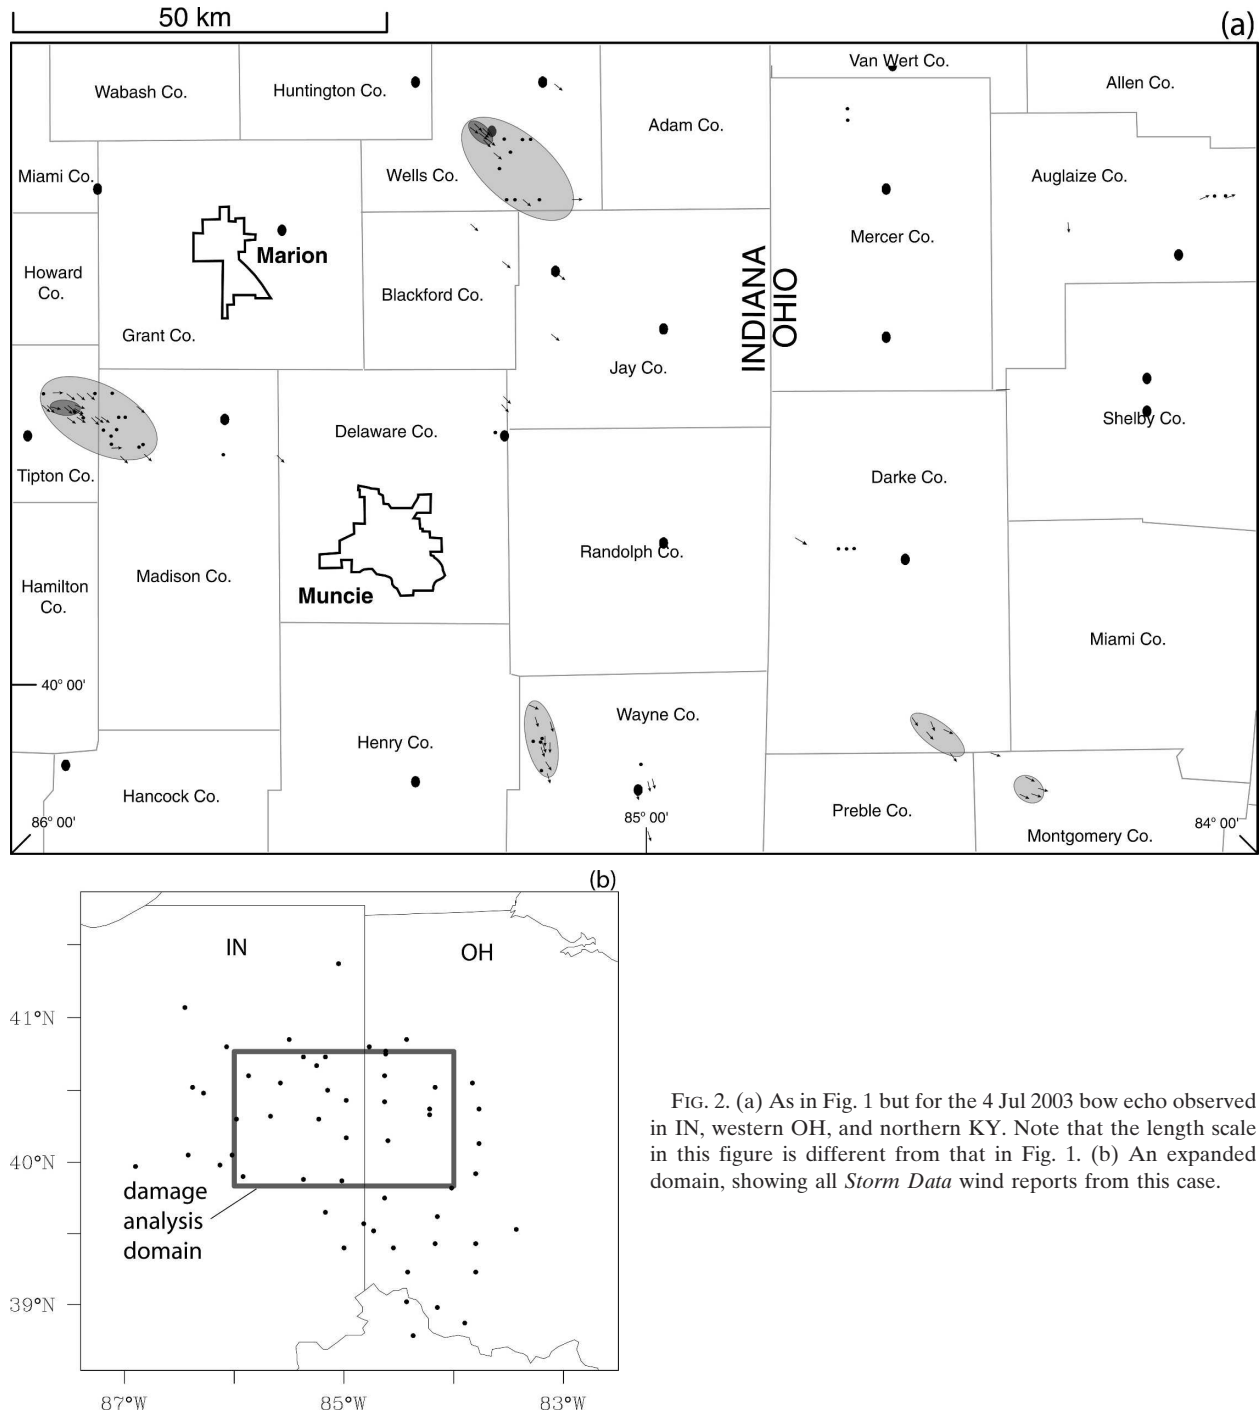 50 km
(a)
Van Wert Co.
Wabash Co.
Huntington Co.
Allen Co.
Adam Co.
Miami Co.
Wells Co.
Auglaize Co.
Marion
Mercer Co.
Howard
Co.
Blackford Co.
INDIANA
OHIO
Grant Co.
Jay Co.
Delaware Co.
Shelby Co.
Tipton Co.
Darke Co.
Randolph Co.
Madison Co.
Hamilton
Co.
Muncie
Miami Co.
40° 00'
Wayne Co.
Henry Co.
Hancock Co.
Preble Co.
86° 00'
85° 00'
84° 00'
Montgomery Co.
(b)
IN
OH
41°N
40°N
39°N
damage
analysis
domain
87°W
85°W
83°W
FIG. 2. (a) As in Fig. 1 but for the 4 Jul 2003 bow echo observed
in IN, western OH, and northern KY. Note that the length scale
in this figure is different from that in Fig. 1. (b) An expanded
domain, showing all Storm Data wind reports from this case.